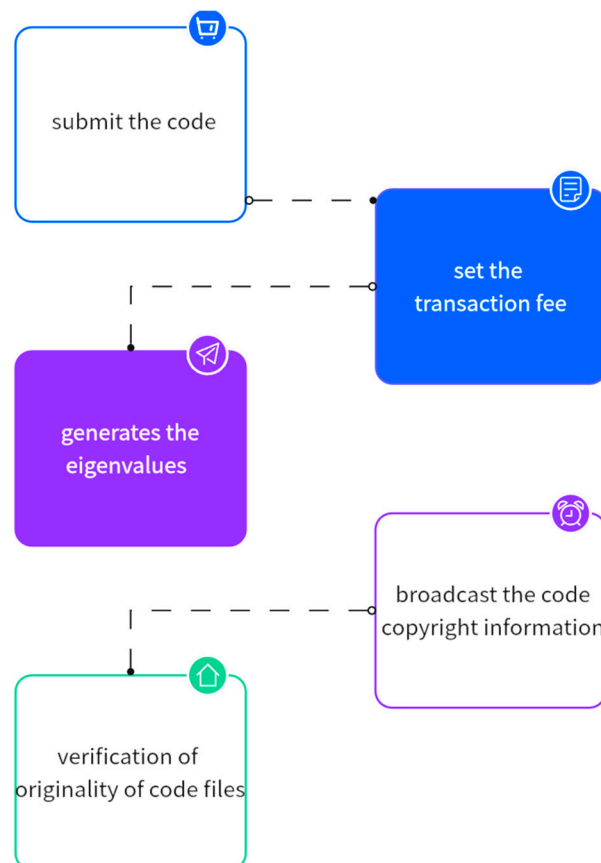 submit the code
set the
transaction fee
generates the
eigenvalues
broadcast the code
copyright information
verification of
originality of code files